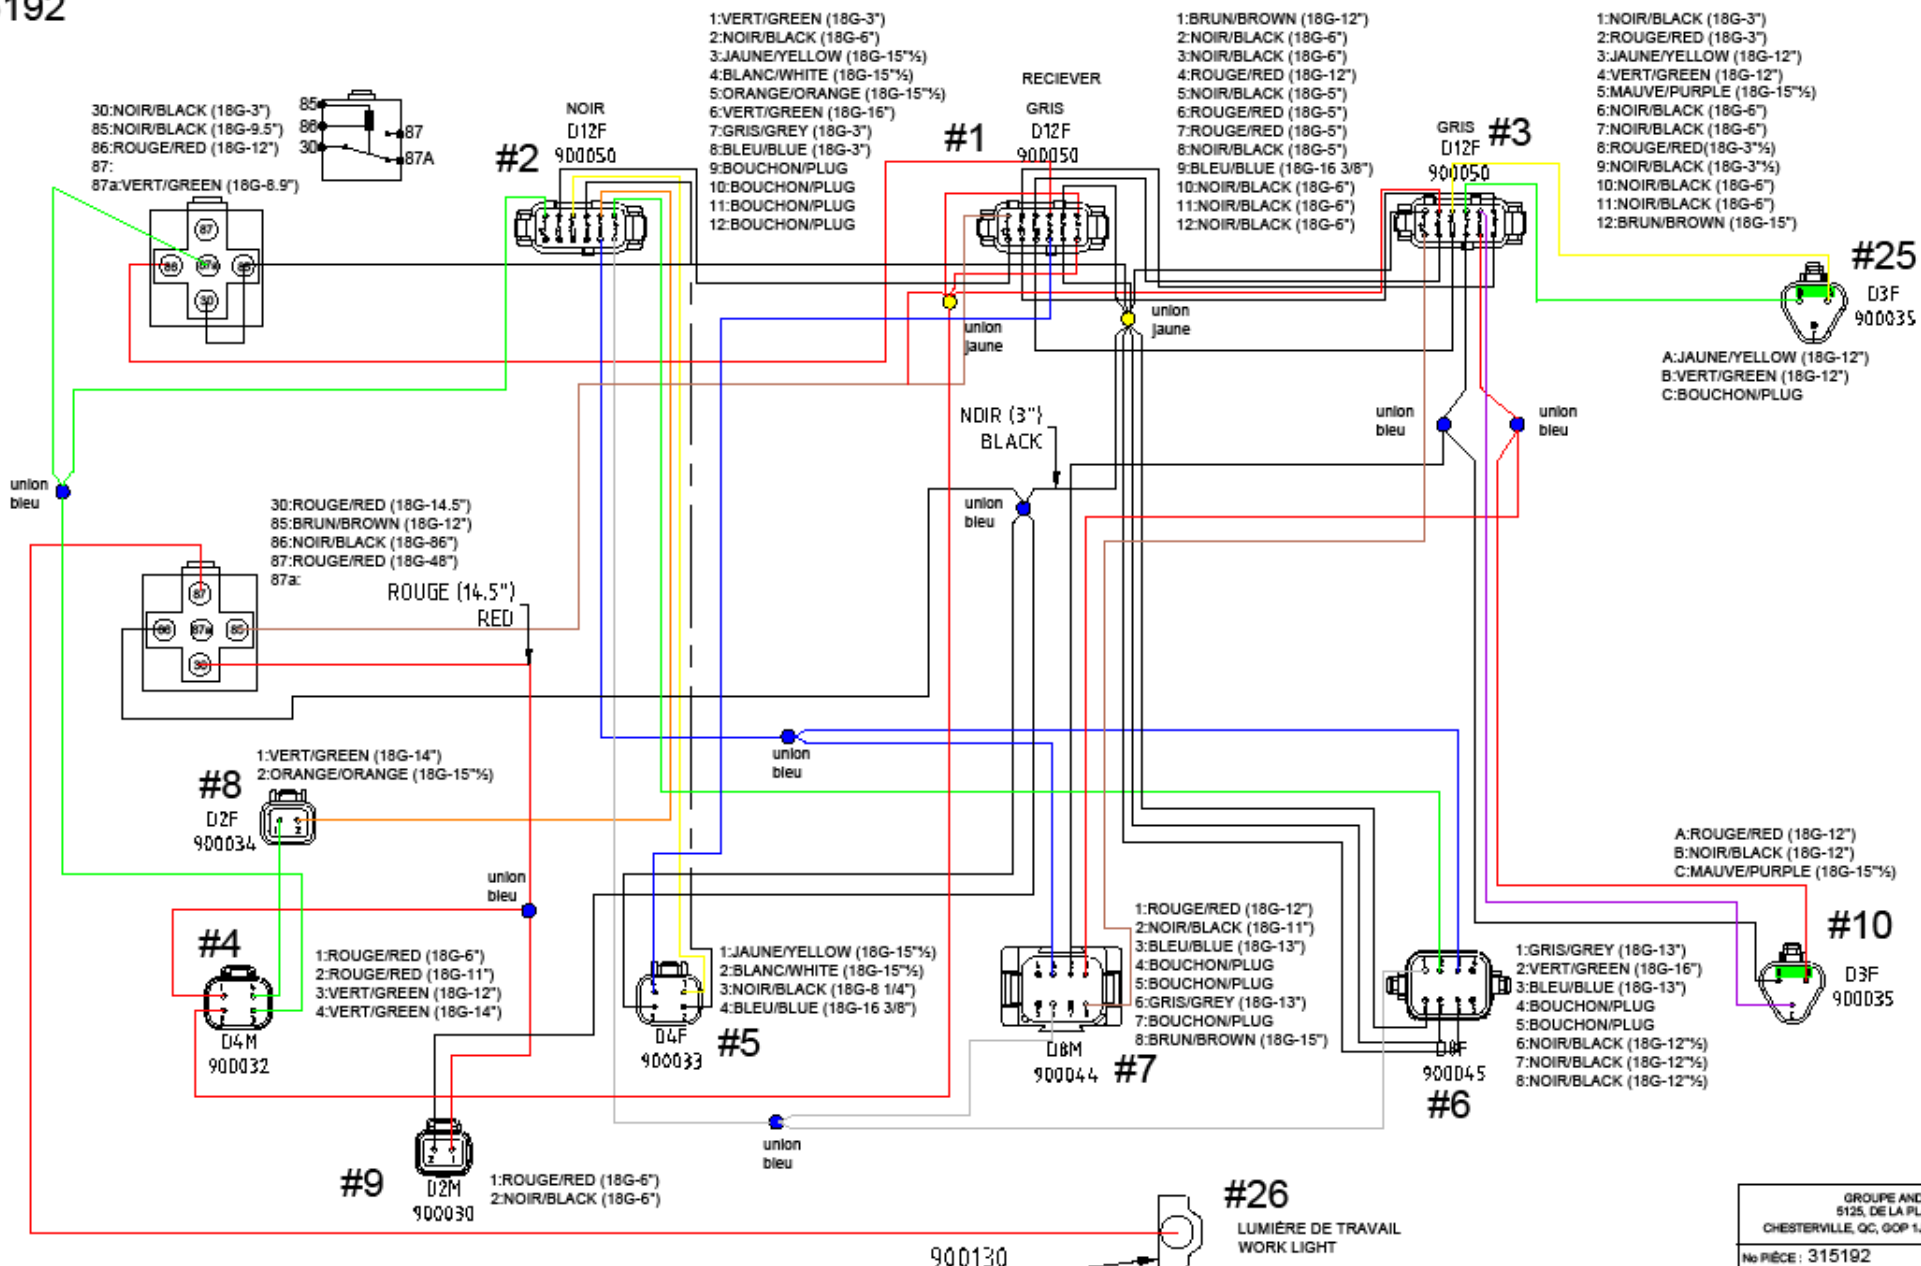 192
30:NOIR/BLACK (18G-3")
85:NOIR/BLACK (18G-9.5")
86:ROUGE/RED (18G-12")
87:
87a:VERT/GREEN (18G-8.9")
85
86
30
87
87A
87
86
87a
85
30
#2
NOIR
D12F
900050
1:VERT/GREEN (18G-3")
2:NOIR/BLACK (18G-6")
3:JAUNE/YELLOW (18G-15"½)
4:BLANC/WHITE (18G-15"½)
5:ORANGE/ORANGE (18G-15"½)
6:VERT/GREEN (18G-16")
7:GRIS/GREY (18G-3")
8:BLEU/BLUE (18G-3")
9:BOUCHON/PLUG
10:BOUCHON/PLUG
11:BOUCHON/PLUG
12:BOUCHON/PLUG
RECIEVER
#1
GRIS
D12F
900050
1:BRUN/BROWN (18G-12")
2:NOIR/BLACK (18G-6")
3:NOIR/BLACK (18G-6")
4:ROUGE/RED (18G-12")
5:NOIR/BLACK (18G-5")
6:ROUGE/RED (18G-5")
7:ROUGE/RED (18G-5")
8:NOIR/BLACK (18G-5")
9:BLEU/BLUE (18G-16 3/8")
10:NOIR/BLACK (18G-6")
11:NOIR/BLACK (18G-6")
12:NOIR/BLACK (18G-6")
#3
GRIS
D12F
900050
1:NOIR/BLACK (18G-3")
2:ROUGE/RED (18G-3")
3:JAUNE/YELLOW (18G-12")
4:VERT/GREEN (18G-12")
5:MAUVE/PURPLE (18G-15"½)
6:NOIR/BLACK (18G-6")
7:NOIR/BLACK (18G-6")
8:ROUGE/RED(18G-3"½)
9:NOIR/BLACK (18G-3"½)
10:NOIR/BLACK (18G-6")
11:NOIR/BLACK (18G-6")
12:BRUN/BROWN (18G-15")
#25
D3F
900035
A:JAUNE/YELLOW (18G-12")
B:VERT/GREEN (18G-12")
C:BOUCHON/PLUG
union
jaune
union
jaune
NOIR (3")
BLACK
union
bleu
union
bleu
union
bleu
union
bleu
30:ROUGE/RED (18G-14.5")
85:BRUN/BROWN (18G-12")
86:NOIR/BLACK (18G-86")
87:ROUGE/RED (18G-48")
87a:
ROUGE (14.5")
RED
87
86
87a
85
30
union
bleu
#8
D2F
900034
1:VERT/GREEN (18G-14")
2:ORANGE/ORANGE (18G-15"½)
1 2
union
bleu
#4
D4M
900032
1:ROUGE/RED (18G-6")
2:ROUGE/RED (18G-11")
3:VERT/GREEN (18G-12")
4:VERT/GREEN (18G-14")
D4F
900033
#5
1:JAUNE/YELLOW (18G-15"½)
2:BLANC/WHITE (18G-15"½)
3:NOIR/BLACK (18G-8 1/4")
4:BLEU/BLUE (18G-16 3/8")
D8M
900044
#7
1:ROUGE/RED (18G-12")
2:NOIR/BLACK (18G-11")
3:BLEU/BLUE (18G-13")
4:BOUCHON/PLUG
5:BOUCHON/PLUG
6:GRIS/GREY (18G-13")
7:BOUCHON/PLUG
8:BRUN/BROWN (18G-15")
900045
#6
1:GRIS/GREY (18G-13")
2:VERT/GREEN (18G-16")
3:BLEU/BLUE (18G-13")
4:BOUCHON/PLUG
5:BOUCHON/PLUG
6:NOIR/BLACK (18G-12"½)
7:NOIR/BLACK (18G-12"½)
8:NOIR/BLACK (18G-12"½)
A:ROUGE/RED (18G-12")
B:NOIR/BLACK (18G-12")
C:MAUVE/PURPLE (18G-15"½)
#10
D3F
900035
union
bleu
2 1
#9
D2M
900030
1:ROUGE/RED (18G-6")
2:NOIR/BLACK (18G-6")
#26
LUMIÈRE DE TRAVAIL
WORK LIGHT
900130
GROUPE AND
5125, DE LA PL
CHESTERVILLE, QC, G0P 1J
No PIÈCE : 315192